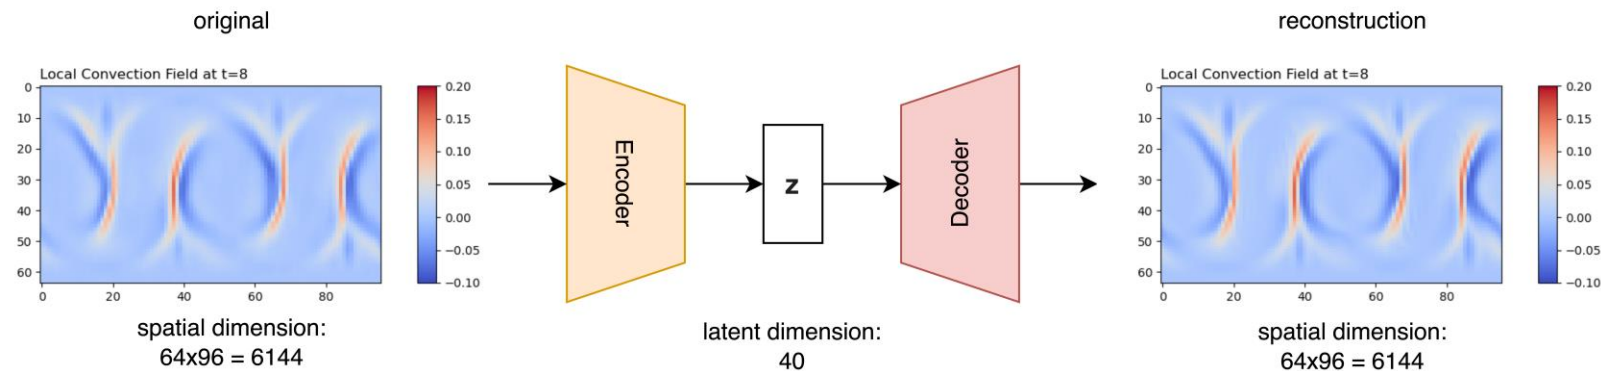 original
reconstruction
Local Convection Field at t=8
0
10
20
30
40
50
60
0 20 40 60 80
0.20
0.15
0.10
0.05
0.00
−0.05
−0.10
spatial dimension:
64x96 = 6144
Encoder
z
Decoder
latent dimension:
40
Local Convection Field at t=8
0
10
20
30
40
50
60
0 20 40 60 80
0.20
0.15
0.10
0.05
0.00
−0.05
−0.10
spatial dimension:
64x96 = 6144